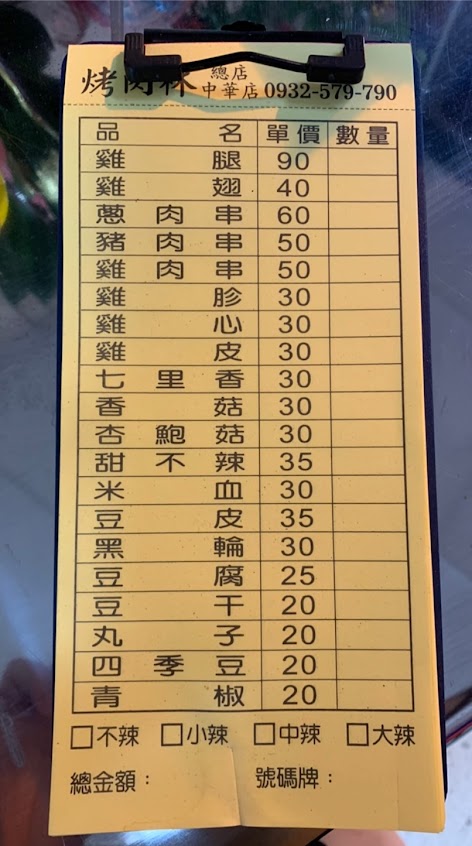 烤肉林 總店
中華店 0932-579-790
品名 單價 數量
雞腿 90
雞翅 40
蔥肉串 60
豬肉串 50
雞肉串 50
雞胗 30
雞心 30
雞皮 30
七里香 30
香菇 30
杏鮑菇 30
甜不辣 35
米血 30
豆皮 35
黑輪 30
豆腐 25
豆干 20
丸子 20
四季豆 20
青椒 20
□不辣 □小辣 □中辣 □大辣
總金額： 號碼牌：